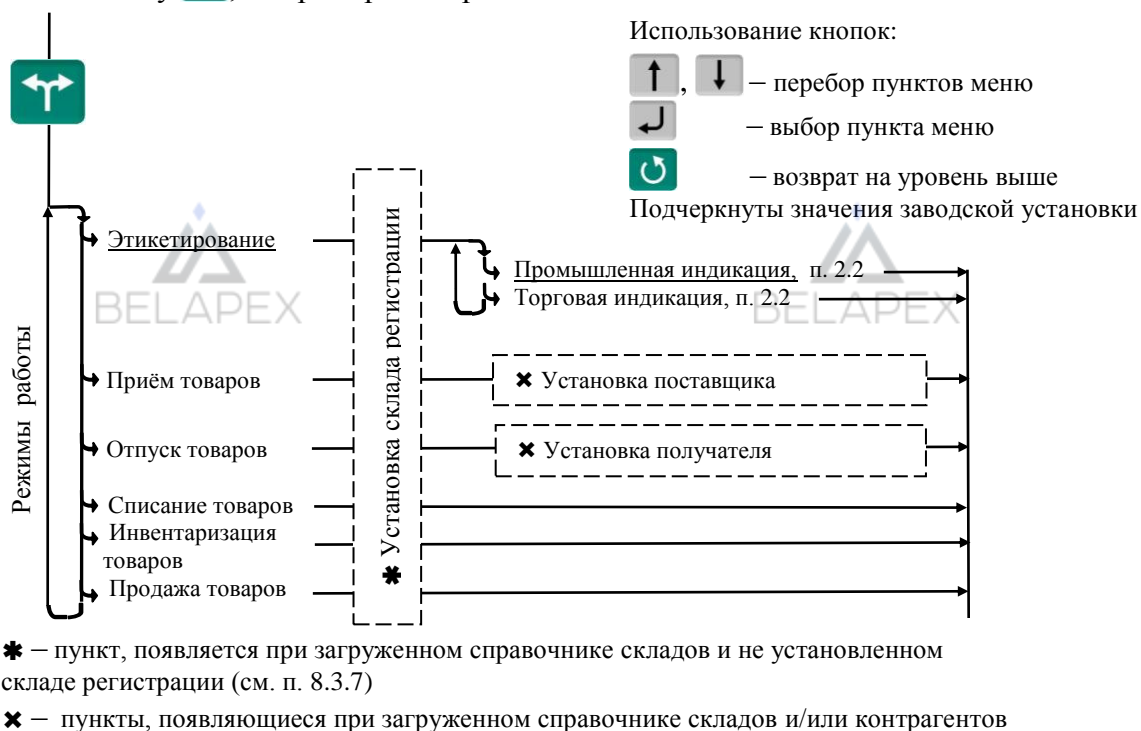 Использование кнопок:
↑, ↓ – перебор пунктов меню
– выбор пункта меню
– возврат на уровень выше
Подчеркнуты значения заводской установки
Режимы работы
Этикетирование
Приём товаров
Отпуск товаров
Списание товаров
Инвентаризация
товаров
Продажа товаров
✱ Установка склада регистрации
Промышленная индикация, п. 2.2
Торговая индикация, п. 2.2
✖ Установка поставщика
✖ Установка получателя
BELAPEX
BELAPEX
✱ – пункт, появляется при загруженном справочнике складов и не установленном
складе регистрации (см. п. 8.3.7)
✖ – пункты, появляющиеся при загруженном справочнике складов и/или контрагентов